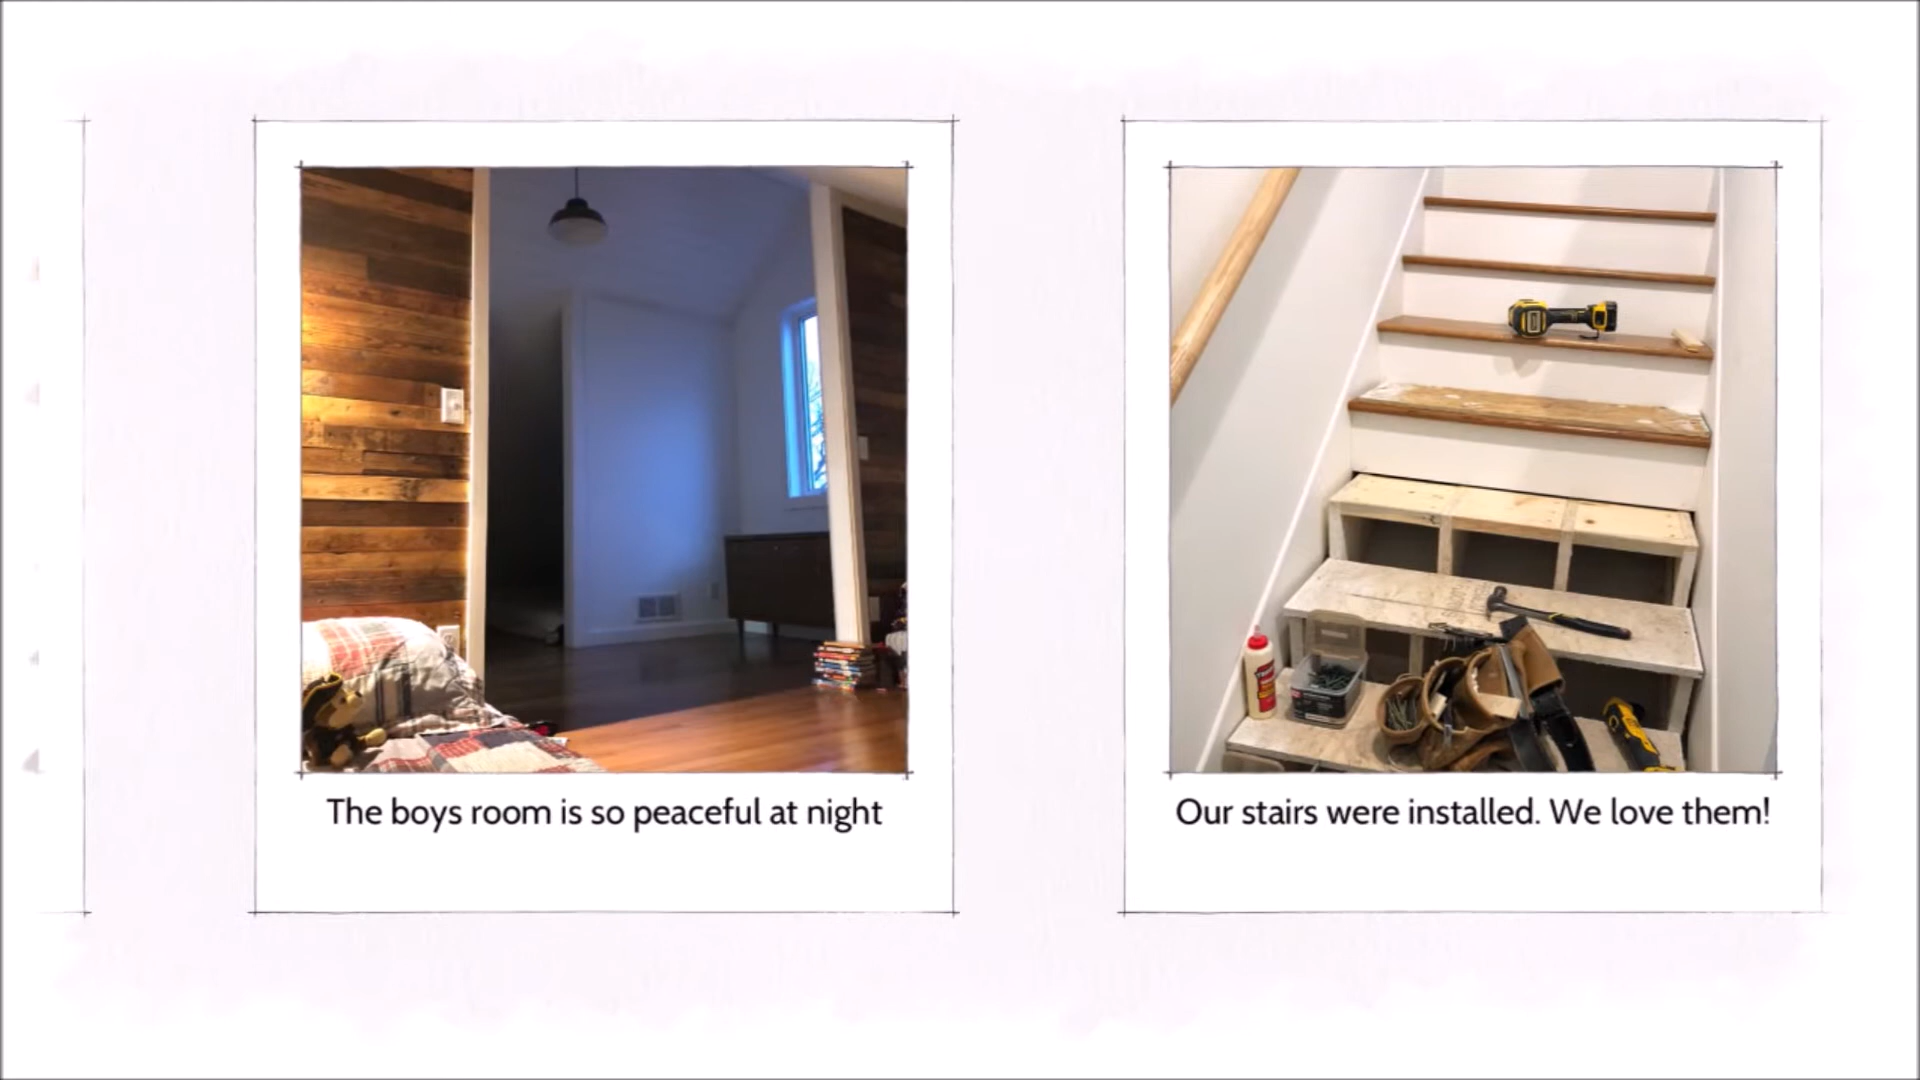 The boys room is so peaceful at night
Our stairs were installed. We love them!